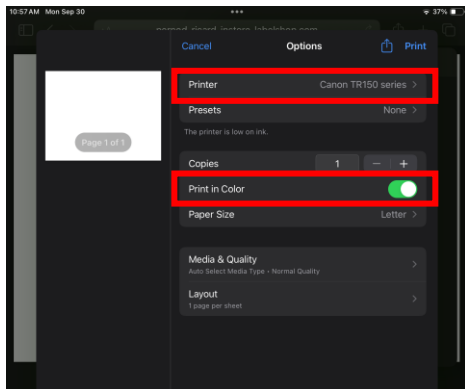 10:57 AM Mon Sep 30
37%
Cancel
Options
Print
Printer
Canon TR150 series
Presets
None
The printer is low on ink.
Page 1 of 1
Copies
1
Print in Color
Paper Size
Letter
Media & Quality
Auto Select Media Type - Normal Quality
Layout
1 page per sheet